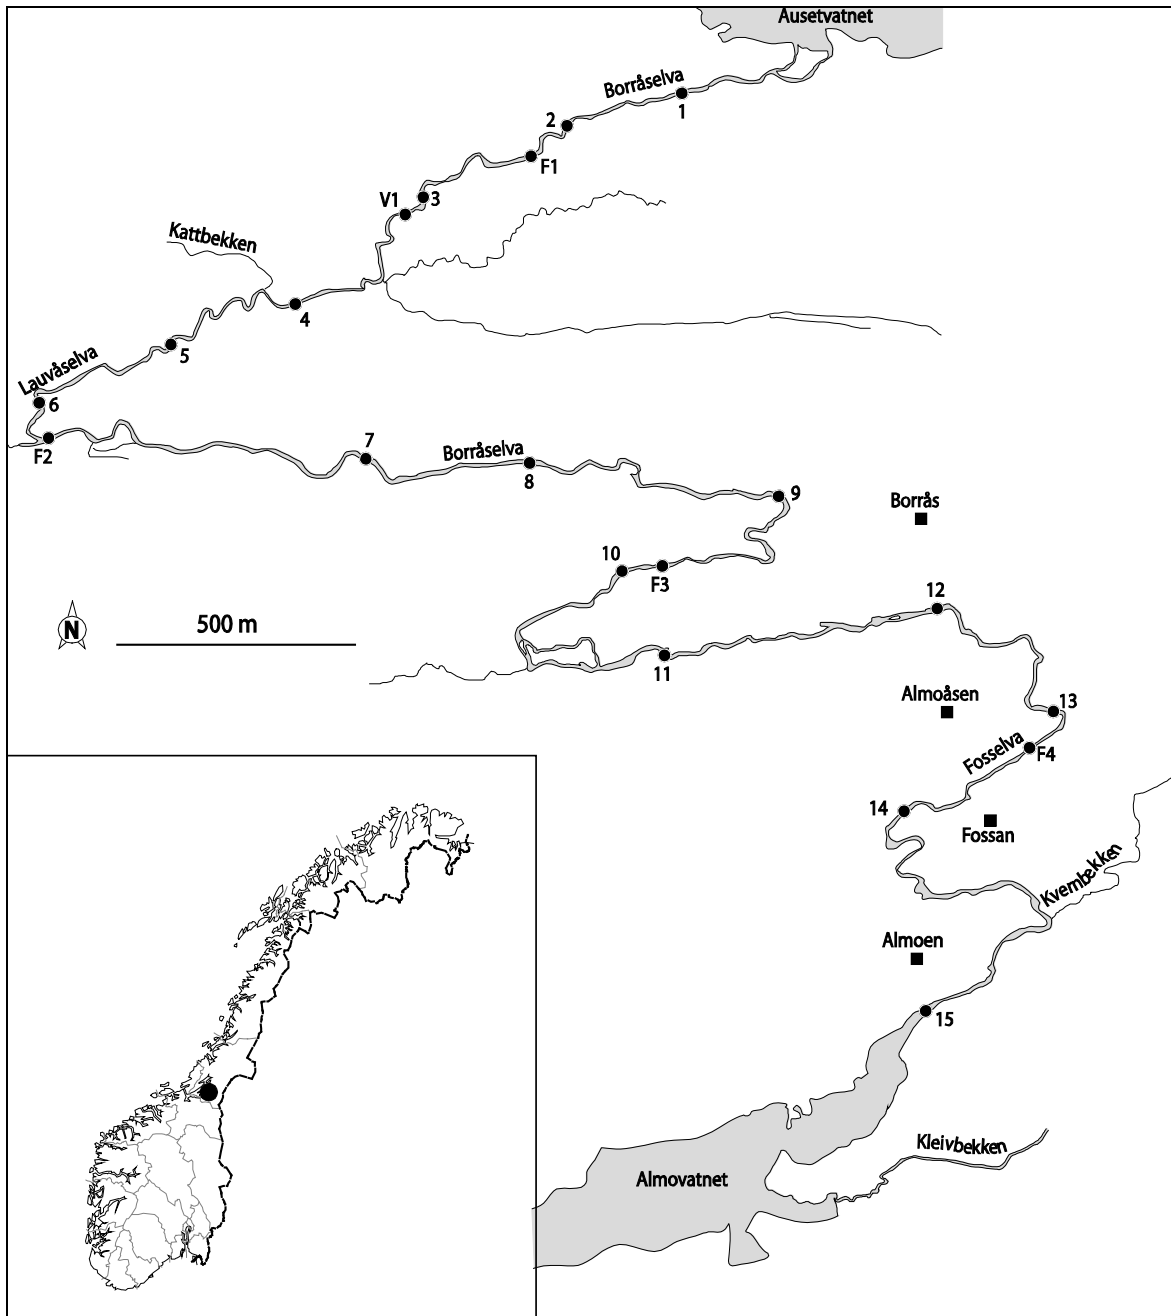 Ausetvatnet
Borråselva
1
2
F1
V1
3
Kattbekken
4
5
Lauvåselva
6
F2
7
Borråselva
8
9
Borrås
10
F3
12
N
500 m
11
Almoåsen
13
Fosselva
F4
14
Fossan
Kvernbekken
Almoen
15
Kleivbekken
Almovatnet